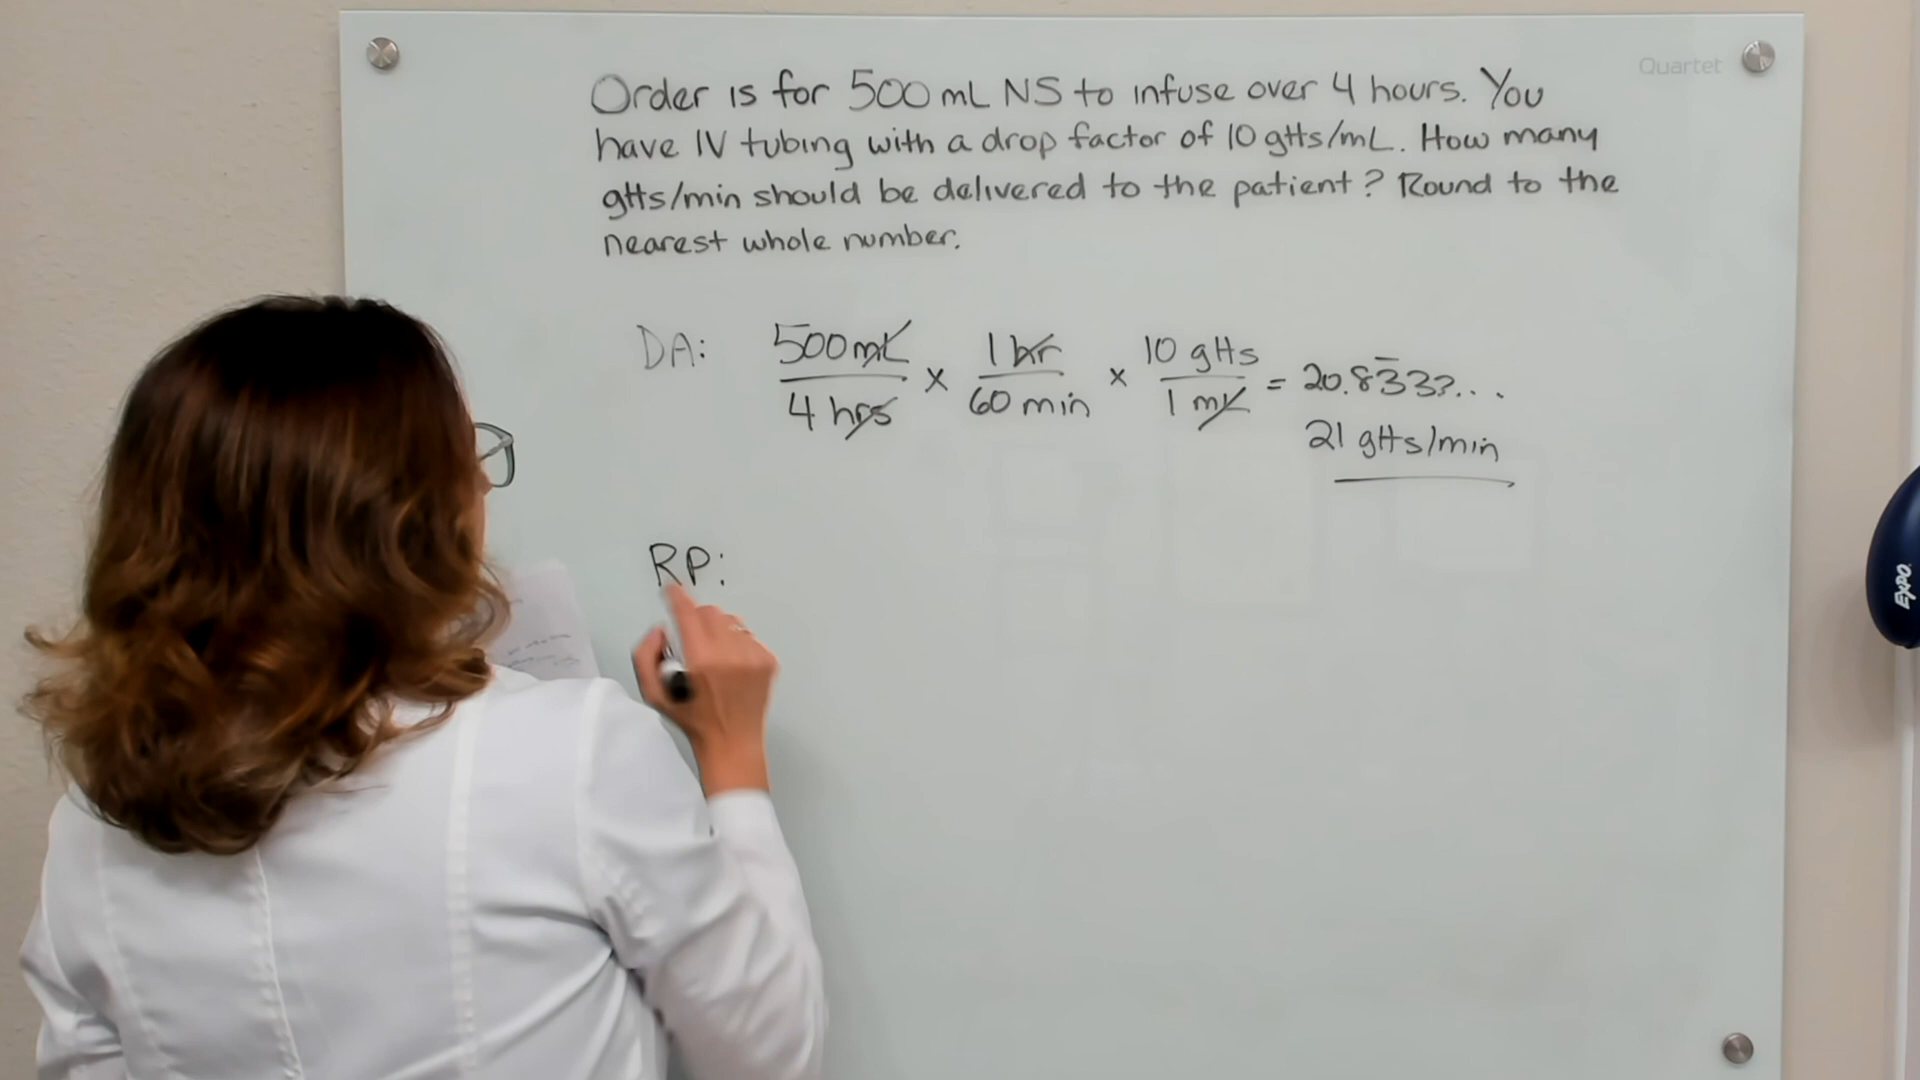 Quartet
Order is for 500 mL NS to infuse over 4 hours. You
have IV tubing with a drop factor of 10 gtts/mL. How many
gtts/min should be delivered to the patient? Round to the
nearest whole number.
DA: 500 mL / 4 hrs x 1 hr / 60 min x 10 gtts / 1 mL = 20.8333...
21 gtts/min
RP:
EXPO